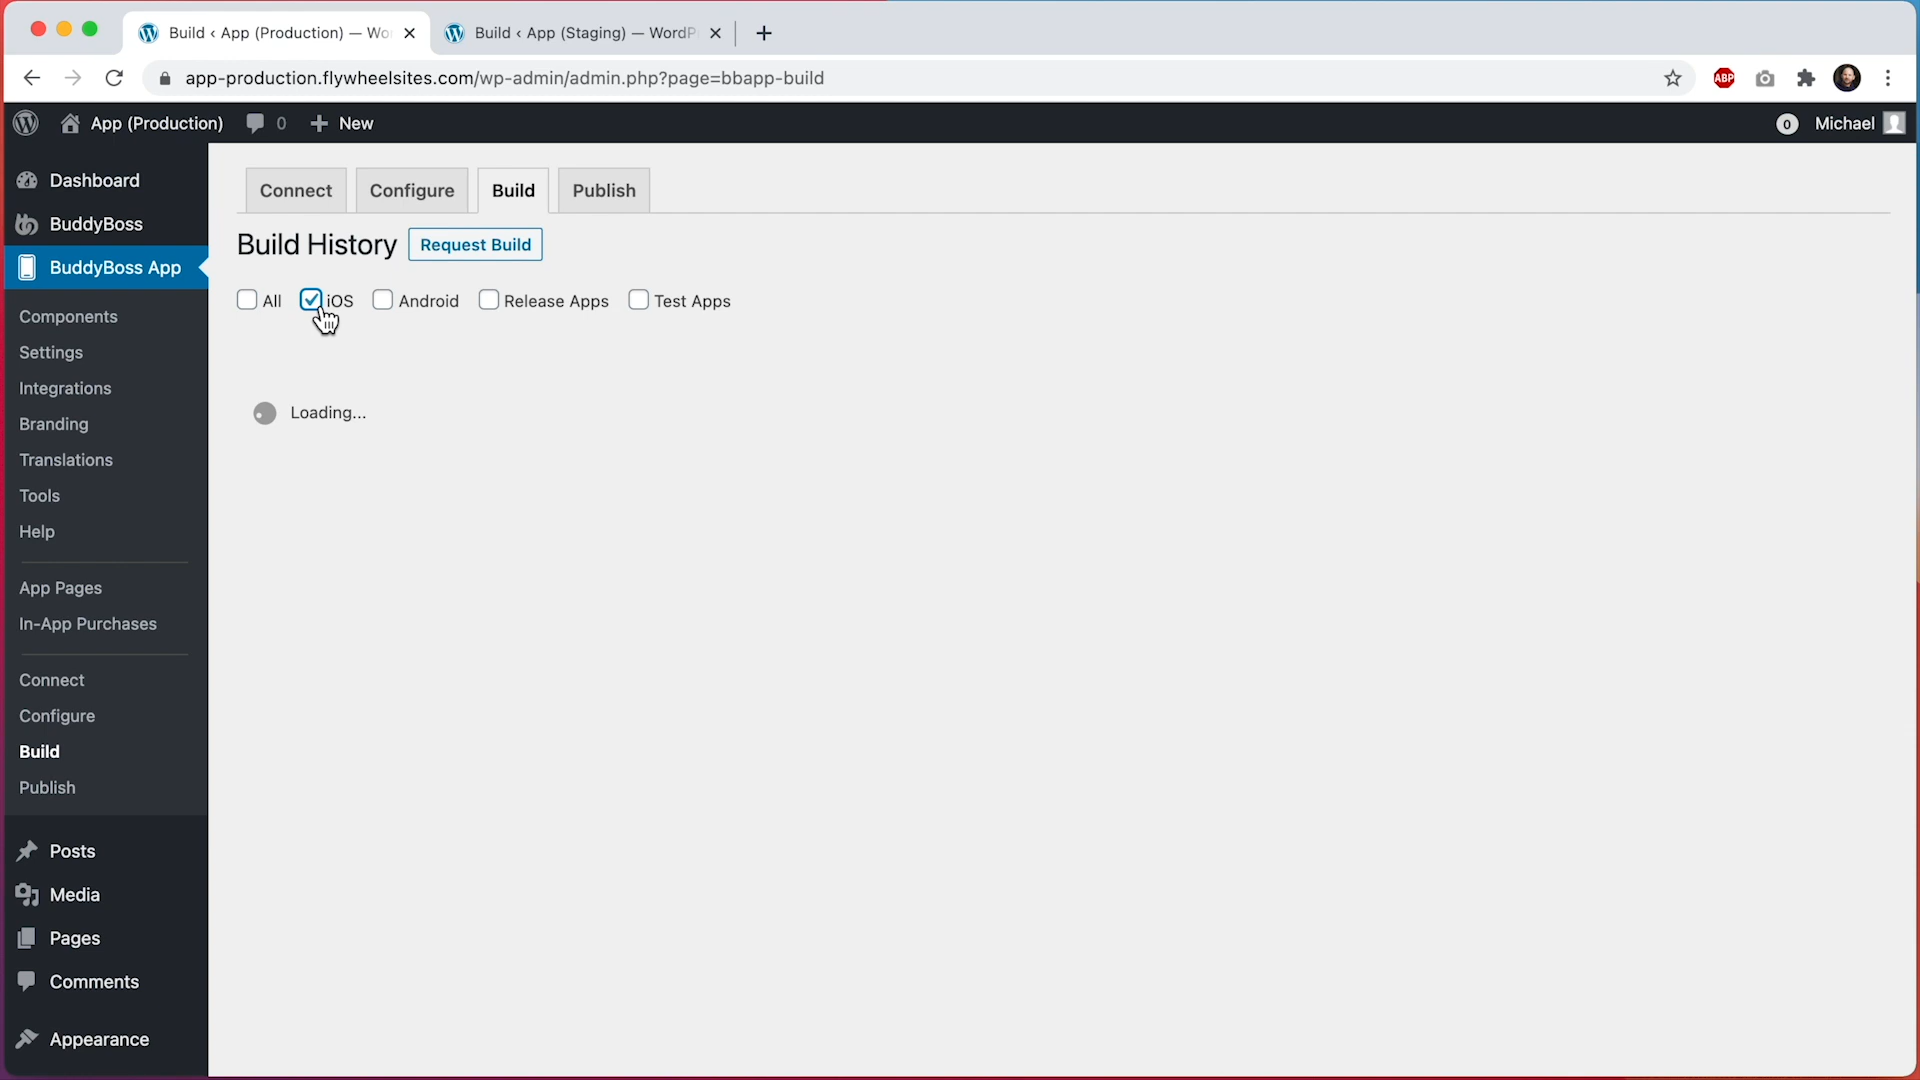 Build ‹ App (Production) — Wo
Build ‹ App (Staging) — WordP
app-production.flywheelsites.com/wp-admin/admin.php?page=bbapp-build
ABP
App (Production)
0
New
0
Michael
Dashboard
BuddyBoss
BuddyBoss App
Components
Settings
Integrations
Branding
Translations
Tools
Help
App Pages
In-App Purchases
Connect
Configure
Build
Publish
Posts
Media
Pages
Comments
Appearance
Connect
Configure
Build
Publish
Build History
Request Build
All
iOS
Android
Release Apps
Test Apps
Loading...